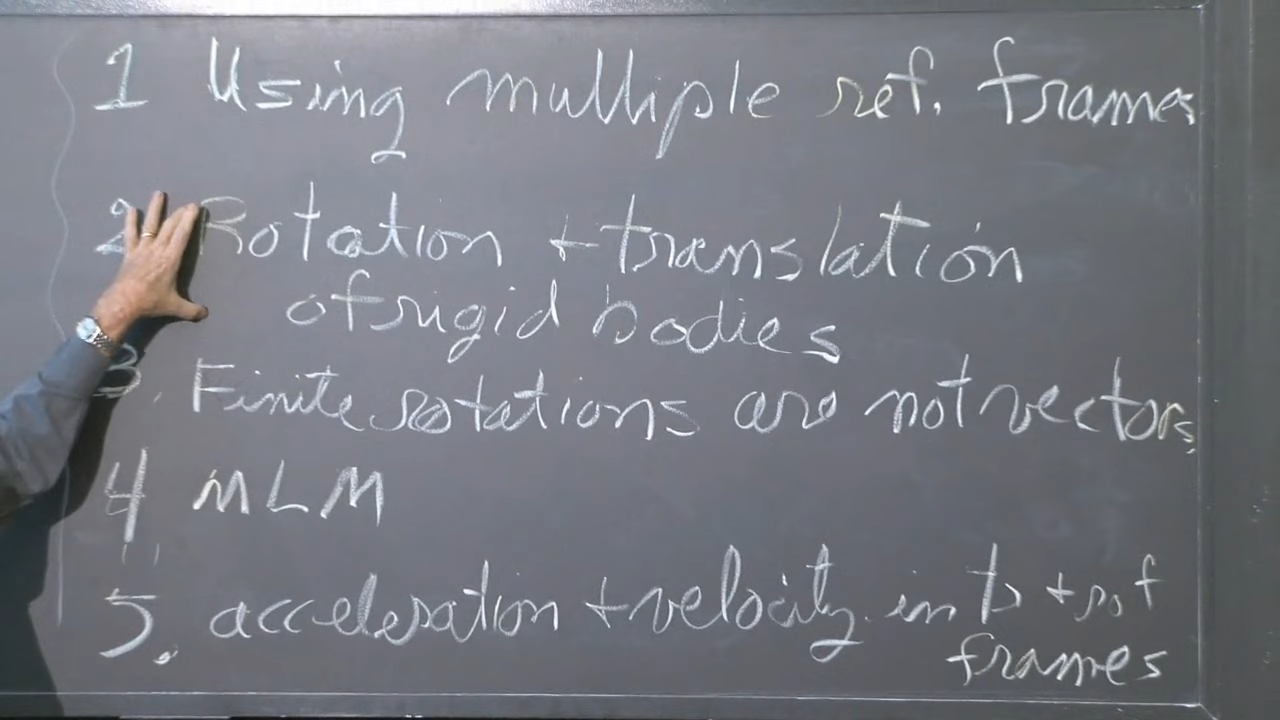 1 Using multiple ref. frames
2 Rotation + translation
of rigid bodies
3. Finite rotations are not vectors.
4 MLM
5. acceleration + velocity in t + rot
frames